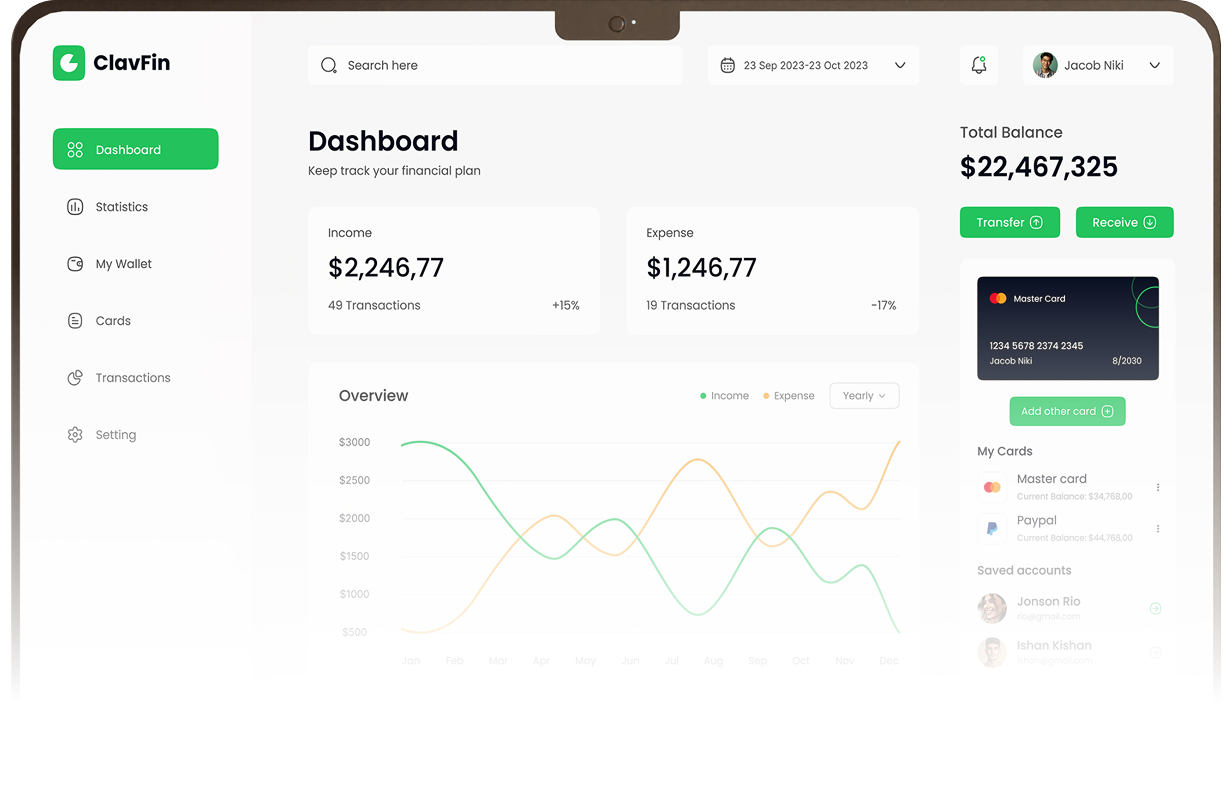 ClavFin
Search here
23 Sep 2023-23 Oct 2023
Jacob Niki
Dashboard
Statistics
My Wallet
Cards
Transactions
Setting
Dashboard
Keep track your financial plan
Income
$2,246,77
49 Transactions
+15%
Expense
$1,246,77
19 Transactions
-17%
Overview
Income
Expense
Yearly
$3000
$2500
$2000
$1500
$1000
$500
Jan Feb Mar Apr May Jun Jul Aug Sep Oct Nov Dec
Total Balance
$22,467,325
Transfer
Receive
Master Card
1234 5678 2374 2345
Jacob Niki
8/2030
Add other card
My Cards
Master card
Current Balance: $34,768,00
Paypal
Current Balance: $44,768,00
Saved accounts
Jonson Rio
rio@gmail.com
Ishan Kishan
Ishan@gmail.com